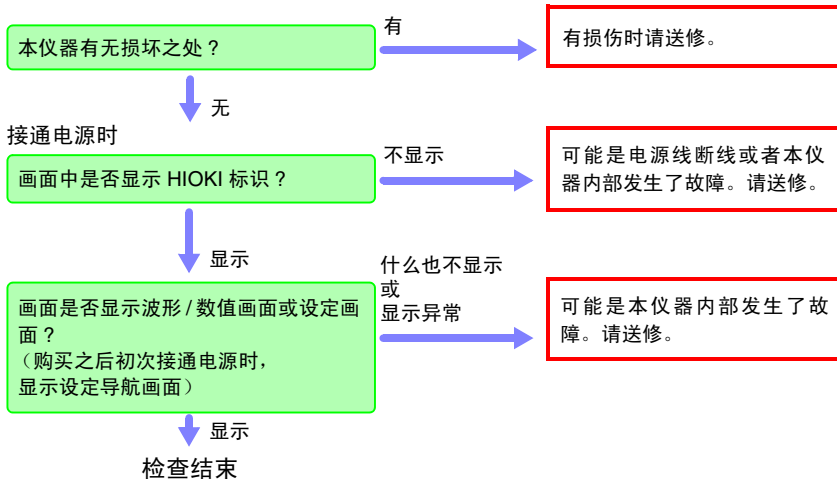 本仪器有无损坏之处？
有
有损伤时请送修。
无
接通电源时
画面中是否显示 HIOKI 标识？
不显示
可能是电源线断线或者本仪
器内部发生了故障。请送修。
显示
画面是否显示波形 / 数值画面或设定画
面？
（购买之后初次接通电源时，
显示设定导航画面）
什么也不显示
或
显示异常
可能是本仪器内部发生了故
障。请送修。
显示
检查结束